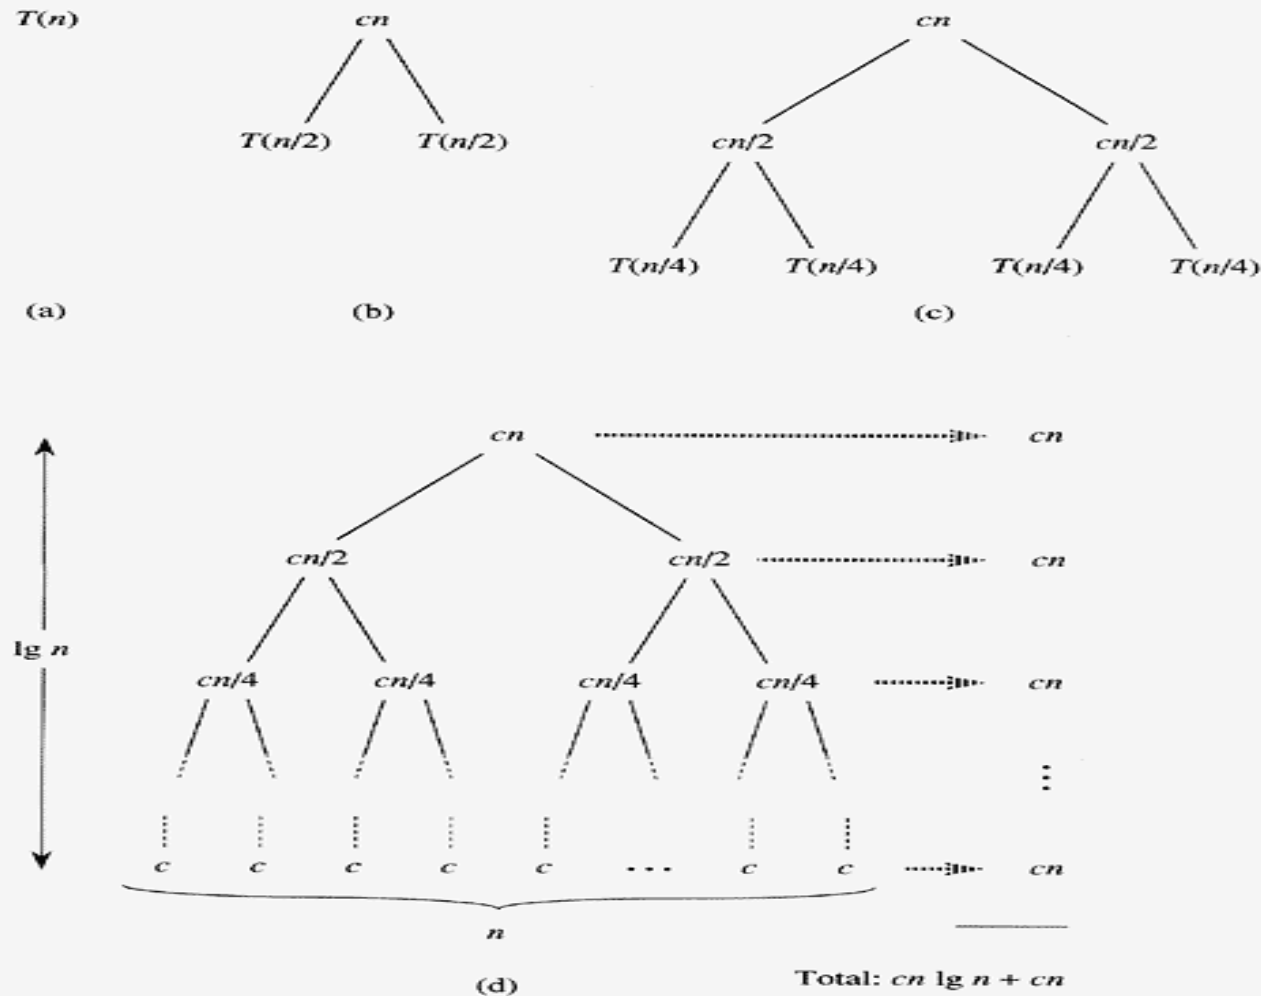 T(n) cn cn
T(n/2) T(n/2) cn/2 cn/2
T(n/4) T(n/4) T(n/4) T(n/4)
(a) (b) (c)
cn cn
cn/2 cn/2 cn
lg n
cn/4 cn/4 cn/4 cn/4 cn
⋮
c c c c c ... c c cn
n
Total: cn lg n + cn
(d)